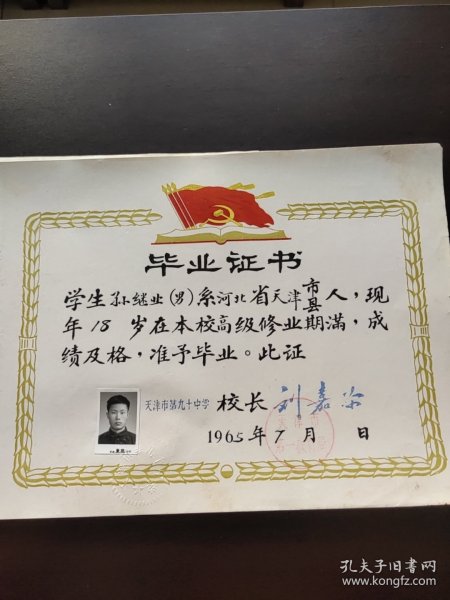 毕业证书
学生孙继业(男)系河北省天津市县人，现
年18岁在本校高级修业期满，成
绩及格，准予毕业。此证
天津市第九十中学 校长 刘嘉
1965年7月 日
孔夫子旧书网
www.kongfz.com